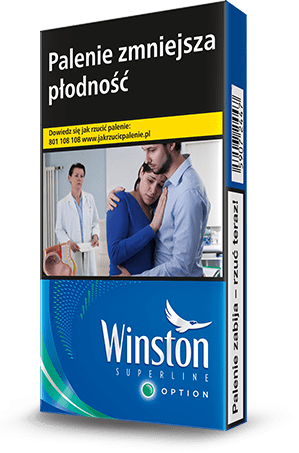 Palenie zmniejsza
płodność
Dowiedz się jak rzucić palenie:
801 108 108 www.jakrzucicpalenie.pl
Winston
SUPERLINE
OPTION
Palenie zabija – rzuć teraz!